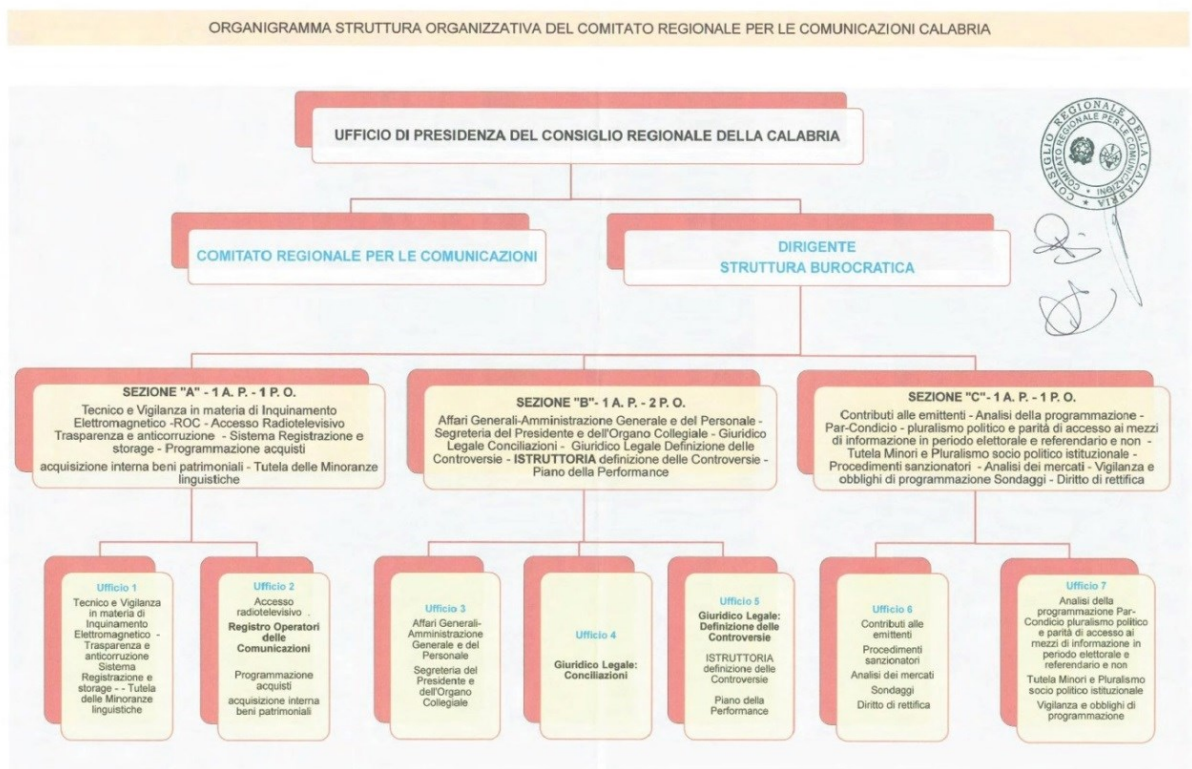 ORGANIGRAMMA STRUTTURA ORGANIZZATIVA DEL COMITATO REGIONALE PER LE COMUNICAZIONI CALABRIA
UFFICIO DI PRESIDENZA DEL CONSIGLIO REGIONALE DELLA CALABRIA
CONSIGLIO REGIONALE DELLA CALABRIA
COMITATO REGIONALE PER LE COMUNICAZIONI
COMITATO REGIONALE PER LE COMUNICAZIONI
DIRIGENTE
STRUTTURA BUROCRATICA
SEZIONE "A" - 1 A. P. - 1 P. O.
Tecnico e Vigilanza in materia di Inquinamento
Elettromagnetico -ROC - Accesso Radiotelevisivo
Trasparenza e anticorruzione - Sistema Registrazione e
storage - Programmazione acquisti
acquisizione interna beni patrimoniali - Tutela delle Minoranze
linguistiche
SEZIONE "B"- 1 A. P. - 2 P. O.
Affari Generali-Amministrazione Generale e del Personale -
Segreteria del Presidente e dell'Organo Collegiale - Giuridico
Legale Conciliazioni - Giuridico Legale Definizione delle
Controversie - ISTRUTTORIA definizione delle Controversie -
Piano della Performance
SEZIONE "C"- 1 A. P. - 1 P. O.
Contributi alle emittenti - Analisi della programmazione -
Par-Condicio - pluralismo politico e parità di accesso ai mezzi
di informazione in periodo elettorale e referendario e non -
Tutela Minori e Pluralismo socio politico istituzionale -
Procedimenti sanzionatori - Analisi dei mercati - Vigilanza e
obblighi di programmazione Sondaggi - Diritto di rettifica
Ufficio 1
Tecnico e Vigilanza
in materia di
Inquinamento
Elettromagnetico -
Trasparenza e
anticorruzione
Sistema
Registrazione e
storage - - Tutela
delle Minoranze
linguistiche
Ufficio 2
Accesso
radiotelevisivo .
Registro Operatori
delle
Comunicazioni
Programmazione
acquisti
acquisizione interna
beni patrimoniali
Ufficio 3
Affari Generali-
Amministrazione
Generale e del
Personale
Segreteria del
Presidente e
dell'Organo
Collegiale
Ufficio 4
Giuridico Legale:
Conciliazioni
Ufficio 5
Giuridico Legale:
Definizione delle
Controversie
ISTRUTTORIA
definizione delle
Controversie
Piano della
Performance
Ufficio 6
Contributi alle
emittenti
Procedimenti
sanzionatori
Analisi dei mercati
Sondaggi
Diritto di rettifica
Ufficio 7
Analisi della
programmazione Par-
Condicio pluralismo politico
e parità di accesso ai
mezzi di informazione in
periodo elettorale e
referendario e non
Tutela Minori e Pluralismo
socio politico istituzionale
Vigilanza e obblighi di
programmazione